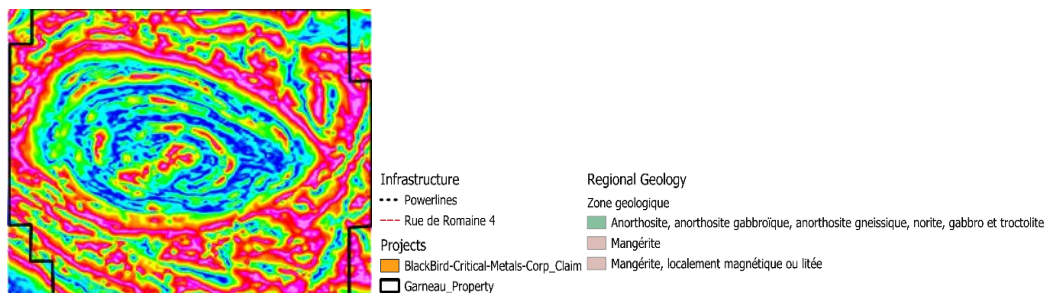 Infrastructure
Powerlines
Rue de Romaine 4
Projects
BlackBird-Critical-Metals-Corp_Claim
Garneau_Property
Regional Geology
Zone geologique
Anorthosite, anorthosite gabbroïque, anorthosite gneissique, norite, gabbro et troctolite
Mangérite
Mangérite, localement magnétique ou litée